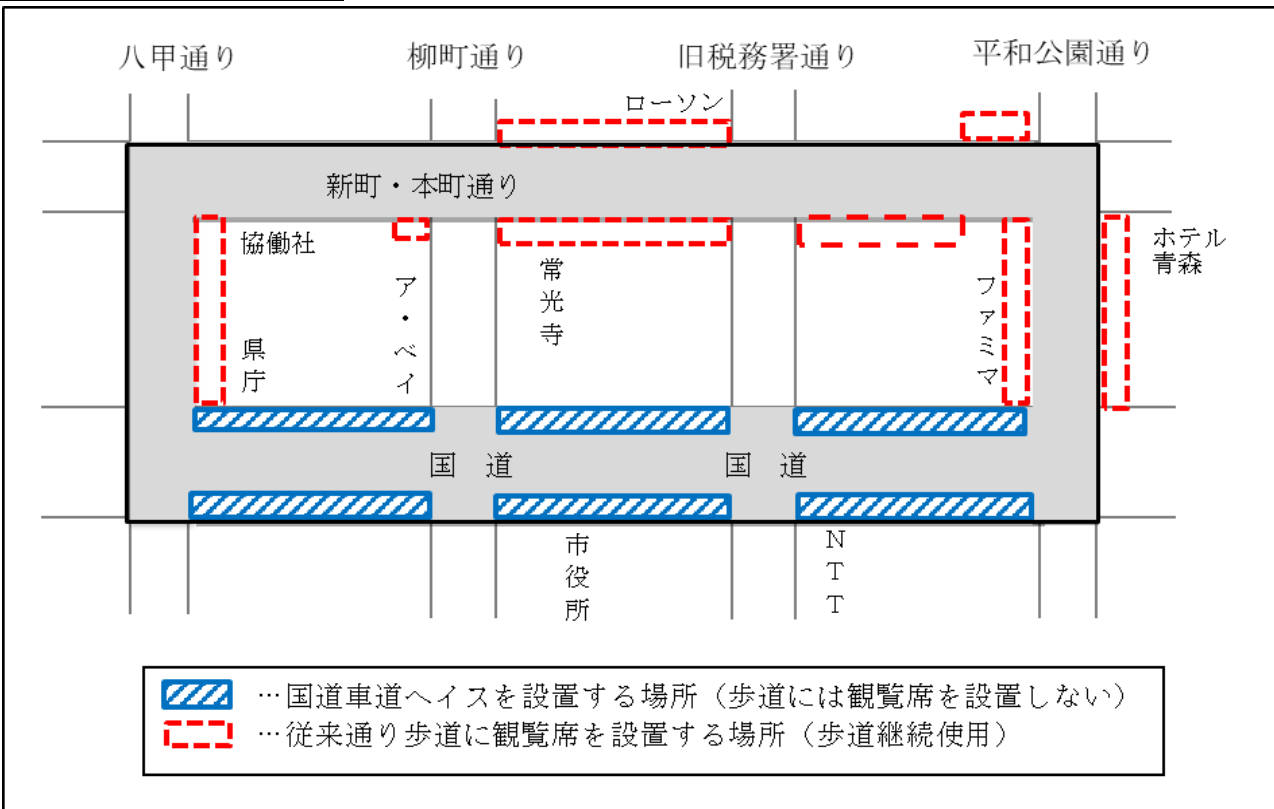 八甲通り
柳町通り
旧税務署通り
平和公園通り
ローソン
新町・本町通り
協働社
ア・ベイ
常光寺
ファミマ
ホテル
青森
県庁
国道
国道
市役所
NTT
…国道車道へイスを設置する場所（歩道には観覧席を設置しない）
…従来通り歩道に観覧席を設置する場所（歩道継続使用）